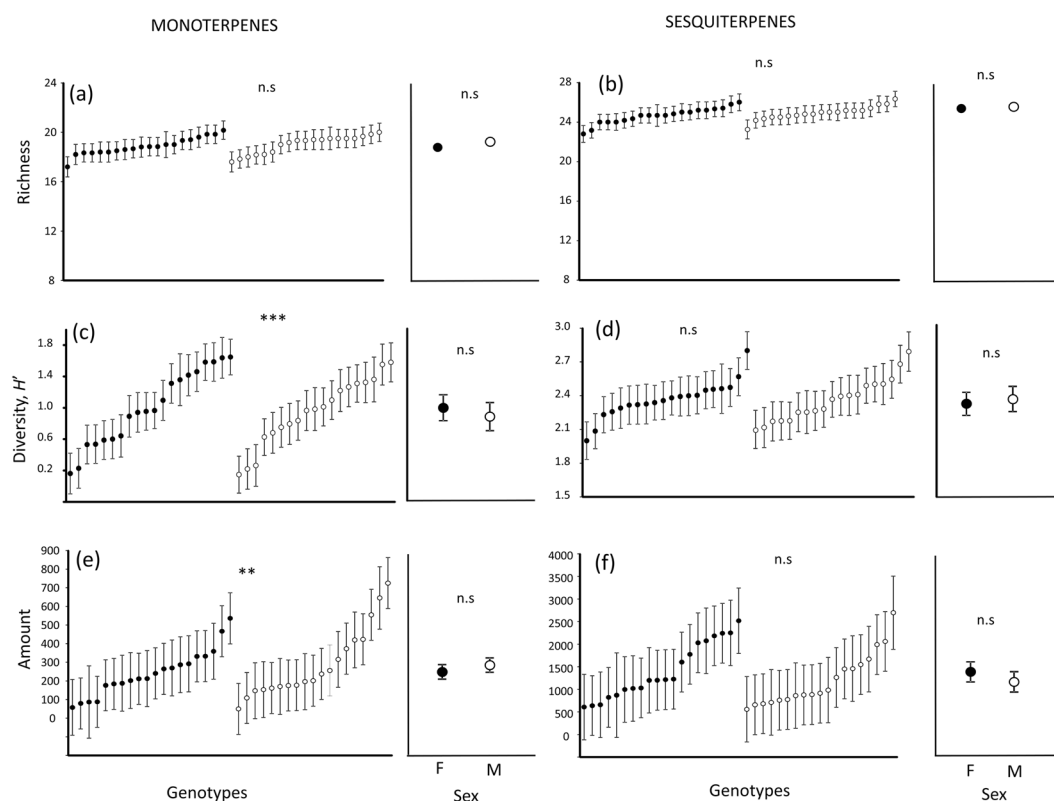 MONOTERPENES
SESQUITERPENES
(a)
n.s
n.s
24
20
16
12
8
Richness
(b)
n.s
n.s
28
24
20
16
12
8
(c)
***
n.s
1.8
1.4
1.0
0.6
0.2
Diversity, H'
(d)
n.s
n.s
3.0
2.7
2.4
2.1
1.8
1.5
(e)
**
n.s
900
800
700
600
500
400
300
200
100
0
Amount
(f)
n.s
n.s
4000
3500
3000
2500
2000
1500
1000
500
0
F M
F M
Genotypes
Sex
Genotypes
Sex